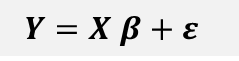 Y = X β + ε